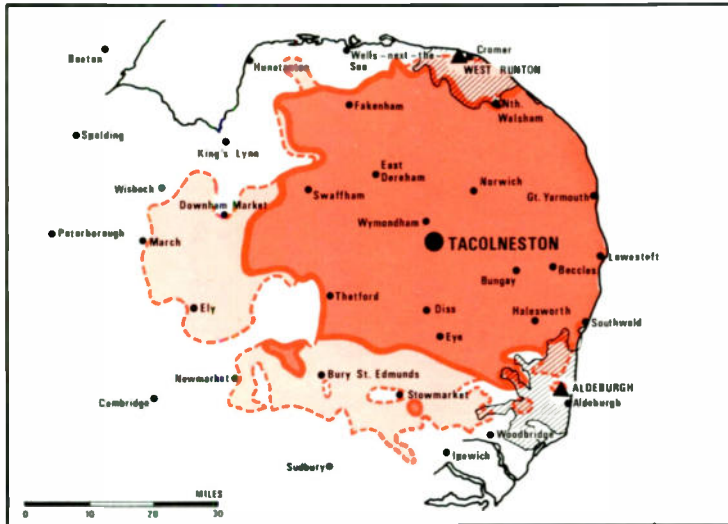 Boston
Wells-next-the-
Sea
Cromer
Hunstanton
WEST RUNTON
Fakenham
Nth.
Walsham
Spalding
King's Lynn
East
Dereham
Wisbech
Swaffham
Norwich
Gt. Yarmouth
Downham Market
Wymondham
Peterborough
March
TACOLNESTON
Lowestoft
Beccles
Bungay
Thetford
Ely
Diss
Halesworth
Southwold
Eye
Newmarket
Bury St. Edmunds
ALDEBURGH
Stowmarket
Aldeburgh
Cambridge
Woodbridge
Ipswich
Sudbury
MILES
0 10 20 30